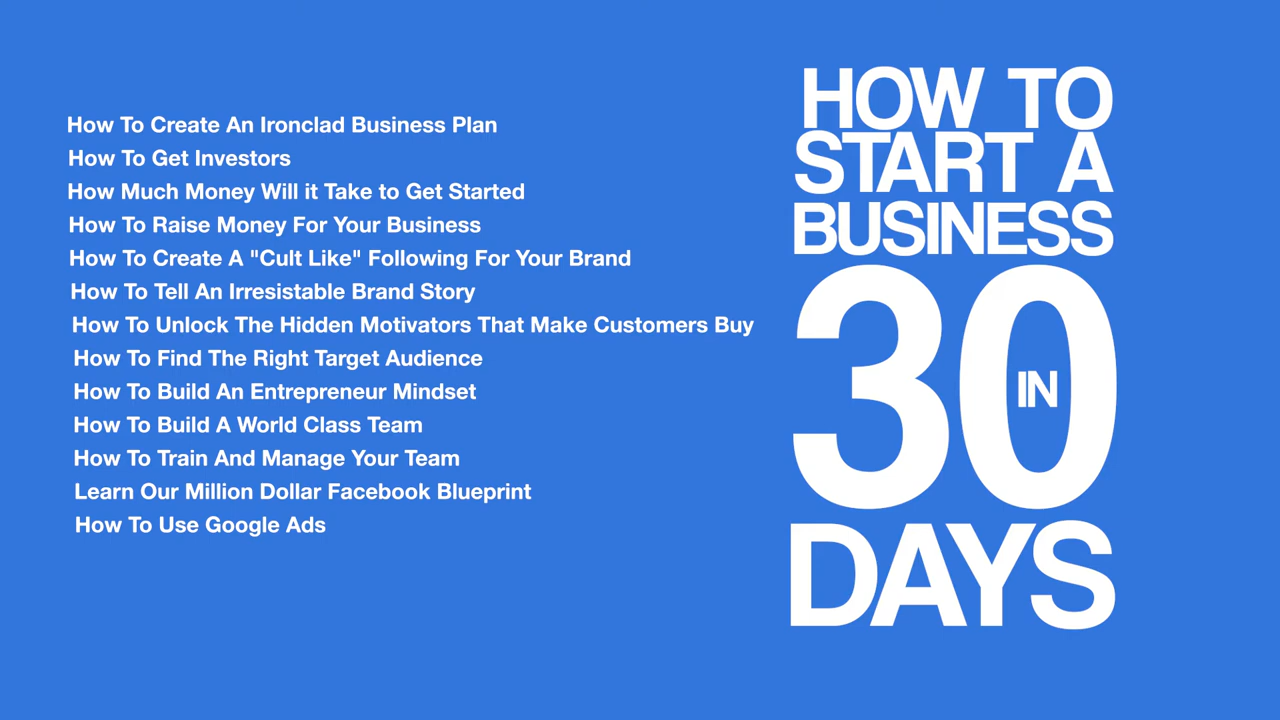 How To Create An Ironclad Business Plan
How To Get Investors
How Much Money Will it Take to Get Started
How To Raise Money For Your Business
How To Create A "Cult Like" Following For Your Brand
How To Tell An Irresistable Brand Story
How To Unlock The Hidden Motivators That Make Customers Buy
How To Find The Right Target Audience
How To Build An Entrepreneur Mindset
How To Build A World Class Team
How To Train And Manage Your Team
Learn Our Million Dollar Facebook Blueprint
How To Use Google Ads
HOW TO
START A
BUSINESS
30
IN
DAYS